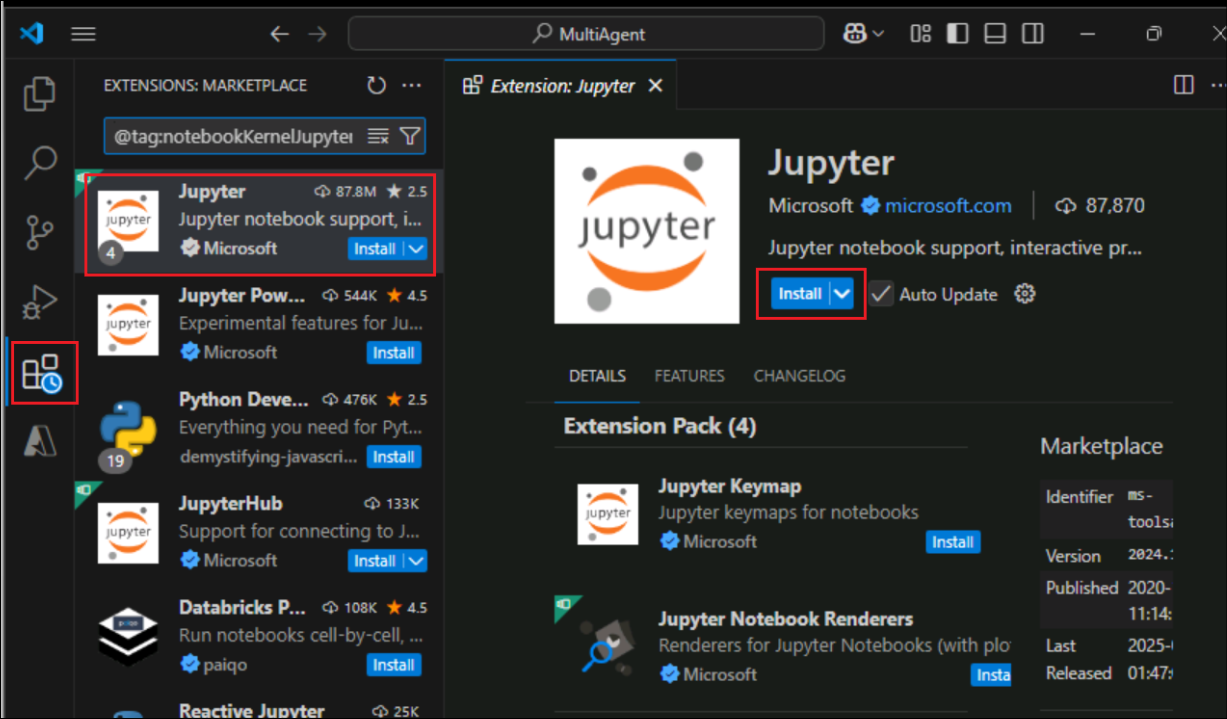 MultiAgent
EXTENSIONS: MARKETPLACE
@tag:notebookKernelJupyter
Jupyter 87.8M 2.5
Jupyter notebook support, i...
Microsoft Install
jupyter
4
Jupyter Pow... 544K 4.5
Experimental features for Ju...
Microsoft Install
jupyter
Python Deve... 476K 2.5
Everything you need for Pyt...
demystifying-javascri... Install
19
JupyterHub 133K
Support for connecting to J...
Microsoft Install
jupyter
Databricks P... 108K 4.5
Run notebooks cell-by-cell, ...
paiqo Install
Reactive Jupyter 25K
Extension: Jupyter
jupyter
Jupyter
Microsoft microsoft.com 87,870
Jupyter notebook support, interactive pr...
Install Auto Update
DETAILS FEATURES CHANGELOG
Extension Pack (4)
jupyter
Jupyter Keymap
Jupyter keymaps for notebooks
Microsoft Install
Jupyter Notebook Renderers
Renderers for Jupyter Notebooks (with plo
Microsoft Insta
Marketplace
Identifier ms-
toolsa
Version 2024.
Published 2020-
11:14:
Last 2025-
Released 01:47: